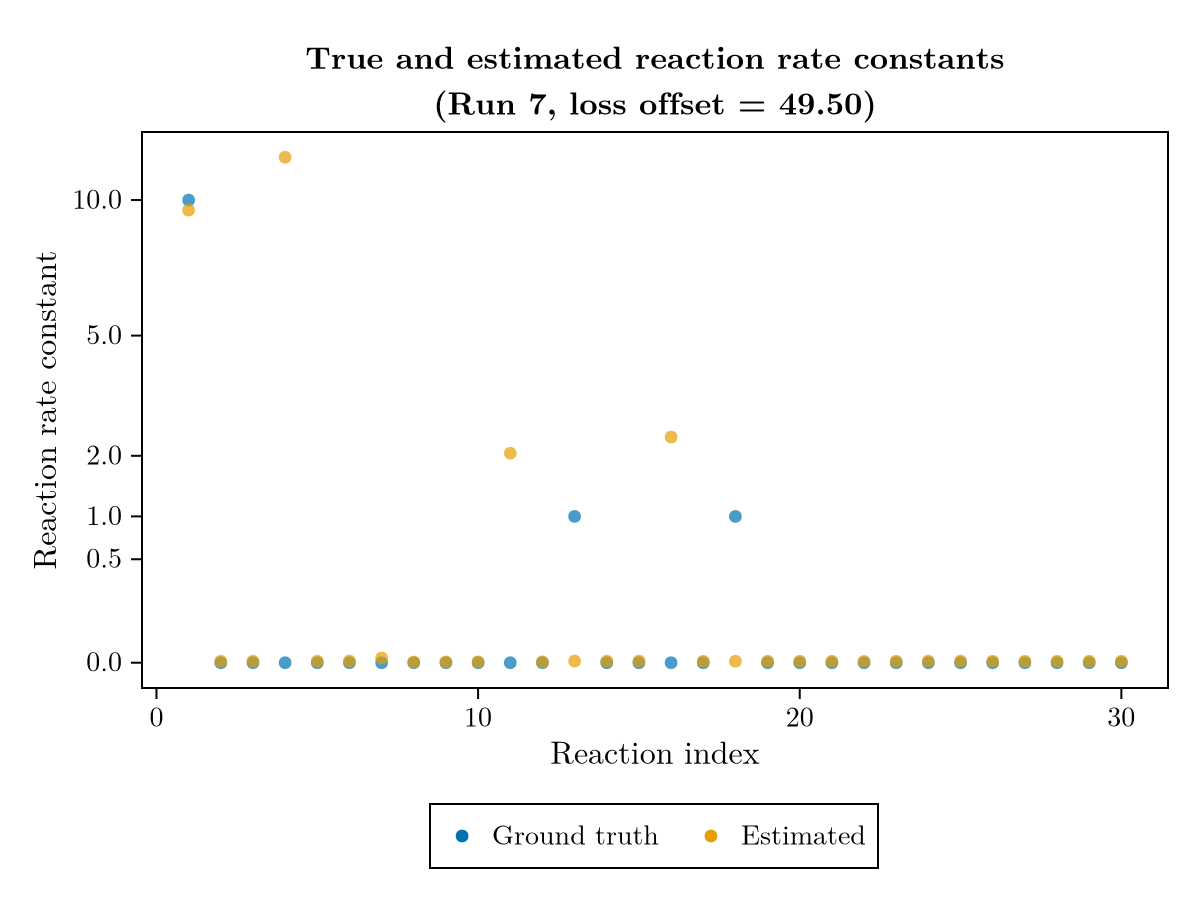 True and estimated reaction rate constants
(Run 7, loss offset = 49.50)
Reaction rate constant
10.0
5.0
2.0
1.0
0.5
0.0
0 10 20 30
Reaction index
Ground truth Estimated